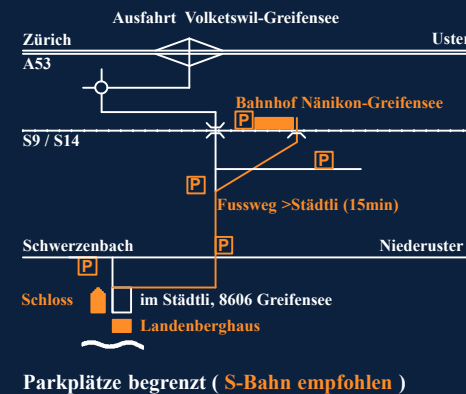 Ausfahrt Volketswil-Greifensee
Zürich
Uster
A53
Bahnhof Nänikon-Greifensee
P
S9 / S14
P
P
Fussweg >Städtli (15min)
P
Schwerzenbach
Niederuster
P
Schloss
im Städtli, 8606 Greifensee
Landenberghaus
Parkplätze begrenzt ( S-Bahn empfohlen )